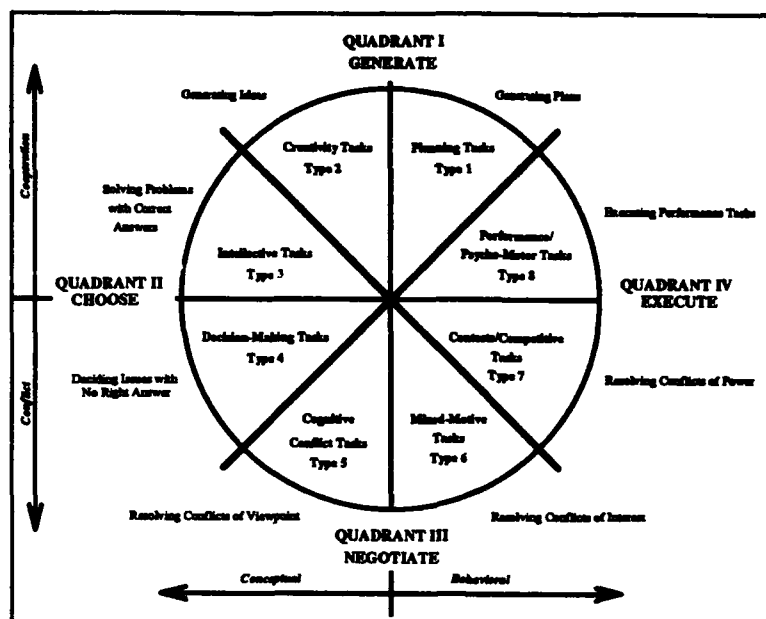 QUADRANT I
GENERATE
Generating Ideas
Generating Plans
Creativity Tasks
Type 2
Planning Tasks
Type 1
Cooperation
Solving Problems
with Correct
Answers
Executing Performance Tasks
Performance/
Psycho-Motor Tasks
Type 8
Intellective Tasks
Type 3
QUADRANT II
CHOOSE
QUADRANT IV
EXECUTE
Decision-Making Tasks
Type 4
Contests/Competitive
Tasks
Type 7
Conflict
Deciding Issues with
No Right Answer
Resolving Conflicts of Power
Cognitive
Conflict Tasks
Type 5
Mixed-Motive
Tasks
Type 6
Resolving Conflicts of Viewpoint
Resolving Conflicts of Interest
QUADRANT III
NEGOTIATE
Conceptual
Behavioral